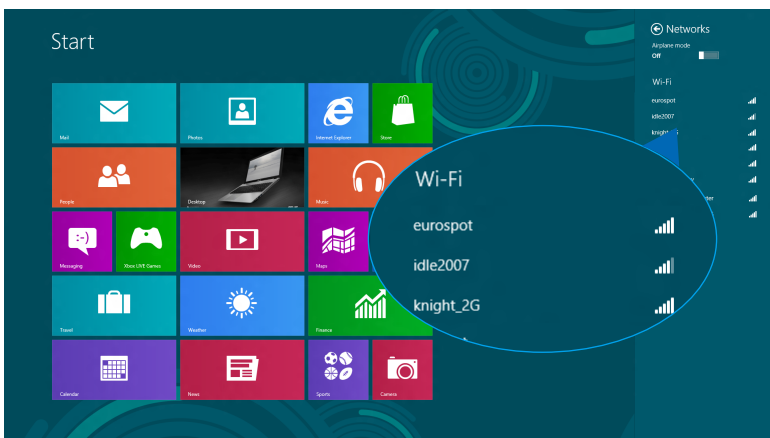 Start
Networks
Airplane mode
Off
Wi-Fi
eurospot
idle2007
Mail
Photos
Internet Explorer
Store
People
Desktop
Music
Wi-Fi
eurospot
idle2007
knight_2G
Messaging
Xbox LIVE Games
Video
Maps
Travel
Weather
Finance
Calendar
News
Sports
Camera